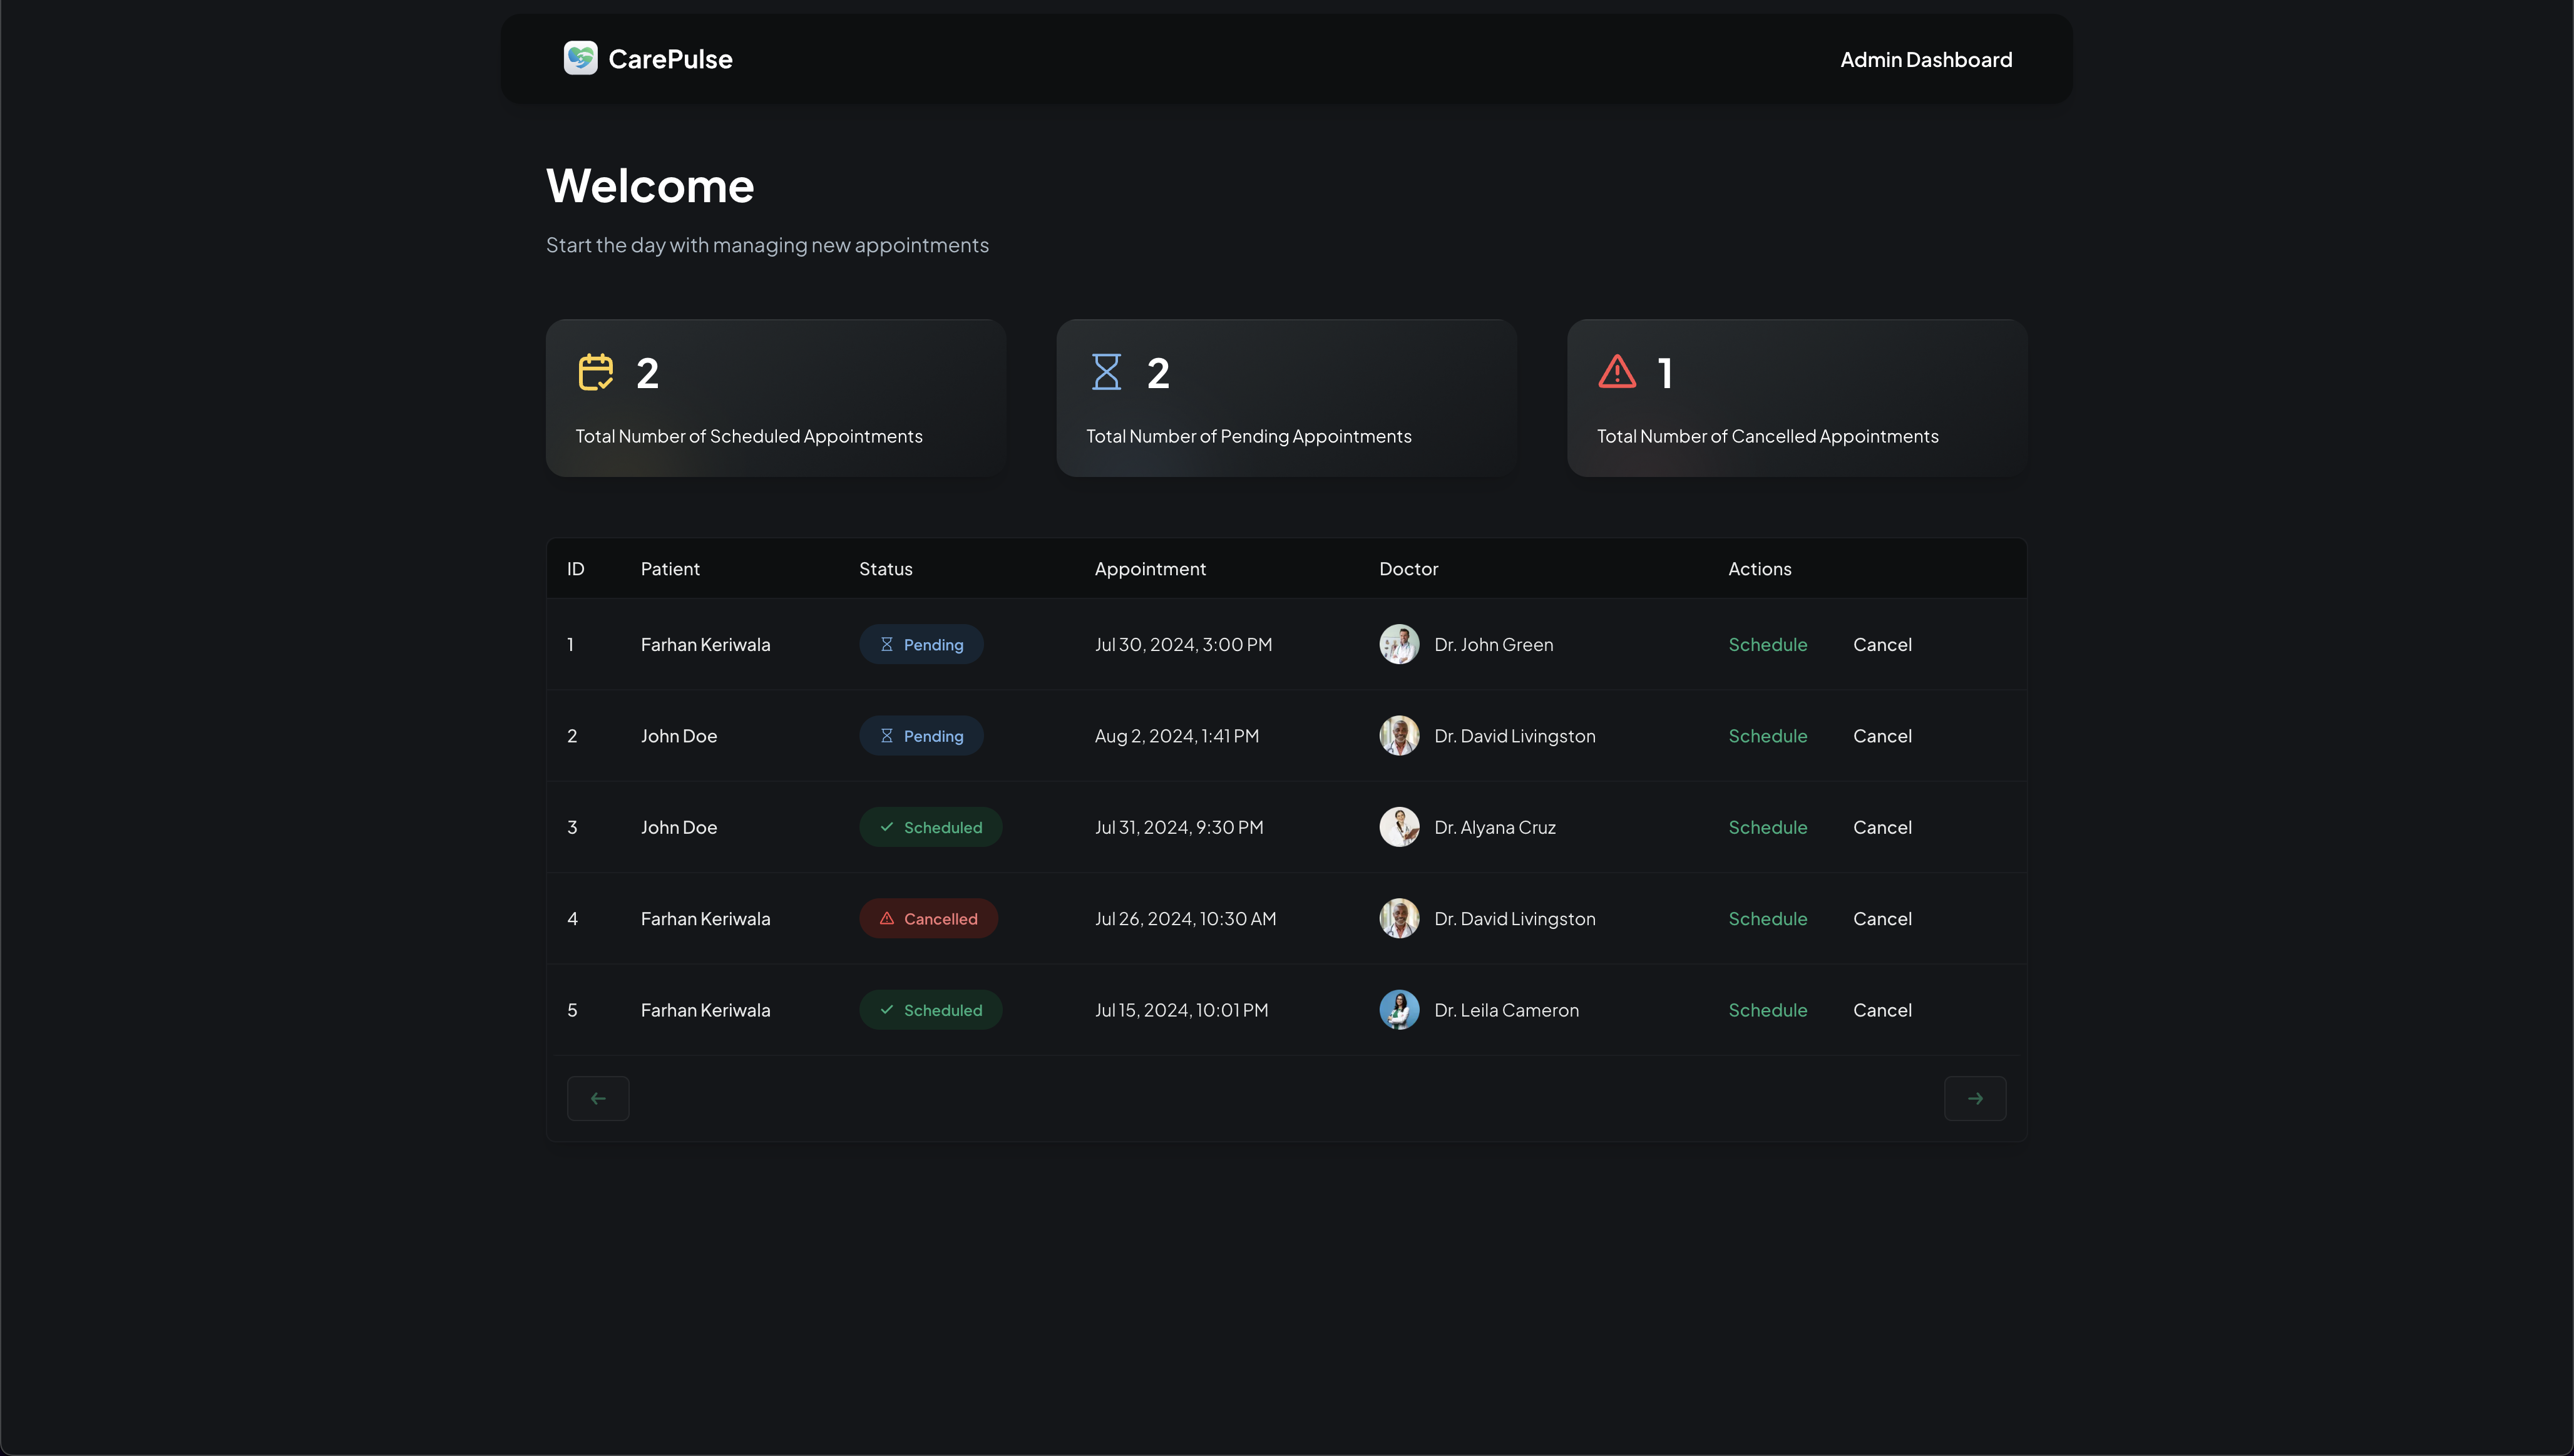 CarePulse
Admin Dashboard
Welcome
Start the day with managing new appointments
2
Total Number of Scheduled Appointments
2
Total Number of Pending Appointments
1
Total Number of Cancelled Appointments
ID Patient Status Appointment Doctor Actions
1 Farhan Keriwala Pending Jul 30, 2024, 3:00 PM Dr. John Green Schedule Cancel
2 John Doe Pending Aug 2, 2024, 1:41 PM Dr. David Livingston Schedule Cancel
3 John Doe Scheduled Jul 31, 2024, 9:30 PM Dr. Alyana Cruz Schedule Cancel
4 Farhan Keriwala Cancelled Jul 26, 2024, 10:30 AM Dr. David Livingston Schedule Cancel
5 Farhan Keriwala Scheduled Jul 15, 2024, 10:01 PM Dr. Leila Cameron Schedule Cancel